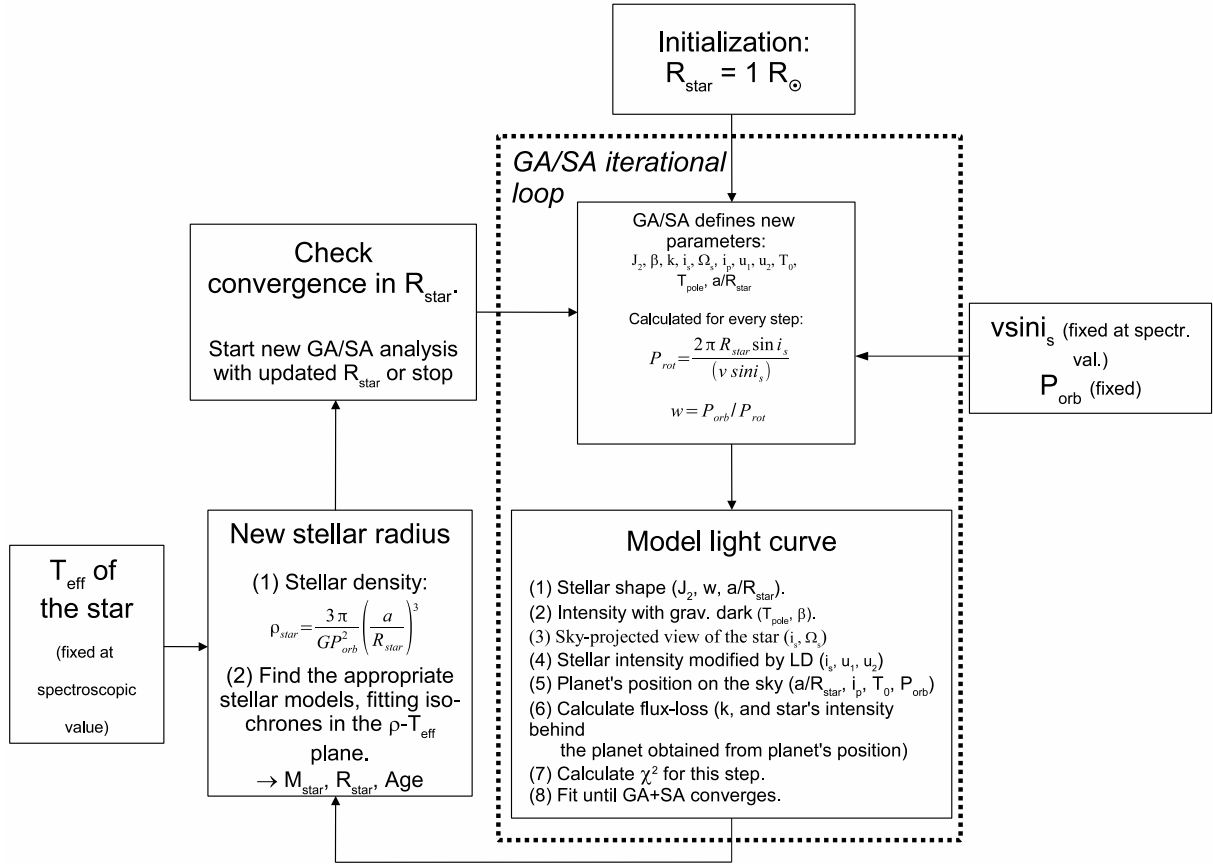 Initialization:
R_star = 1 R_⊙
GA/SA iterational
loop
GA/SA defines new
parameters:
J_2, β, k, i_s, Ω_s, i_p, u_1, u_2, T_0,
T_pole, a/R_star
Calculated for every step:
P_rot = 2 π R_star sin i_s / (v sini_s)
w = P_orb / P_rot
Check
convergence in R_star.
Start new GA/SA analysis
with updated R_star or stop
vsini_s (fixed at spectr.
val.)
P_orb (fixed)
T_eff of
the star
(fixed at
spectroscopic
value)
New stellar radius
(1) Stellar density:
ρ_star = 3 π / GP_orb^2 (a / R_star)^3
(2) Find the appropriate
stellar models, fitting iso-
chrones in the ρ-T_eff
plane.
→ M_star, R_star, Age
Model light curve
(1) Stellar shape (J_2, w, a/R_star).
(2) Intensity with grav. dark (T_pole, β).
(3) Sky-projected view of the star (i_s, Ω_s)
(4) Stellar intensity modified by LD (i_s, u_1, u_2)
(5) Planet's position on the sky (a/R_star, i_p, T_0, P_orb)
(6) Calculate flux-loss (k, and star's intensity
behind
the planet obtained from planet's position)
(7) Calculate χ^2 for this step.
(8) Fit until GA+SA converges.